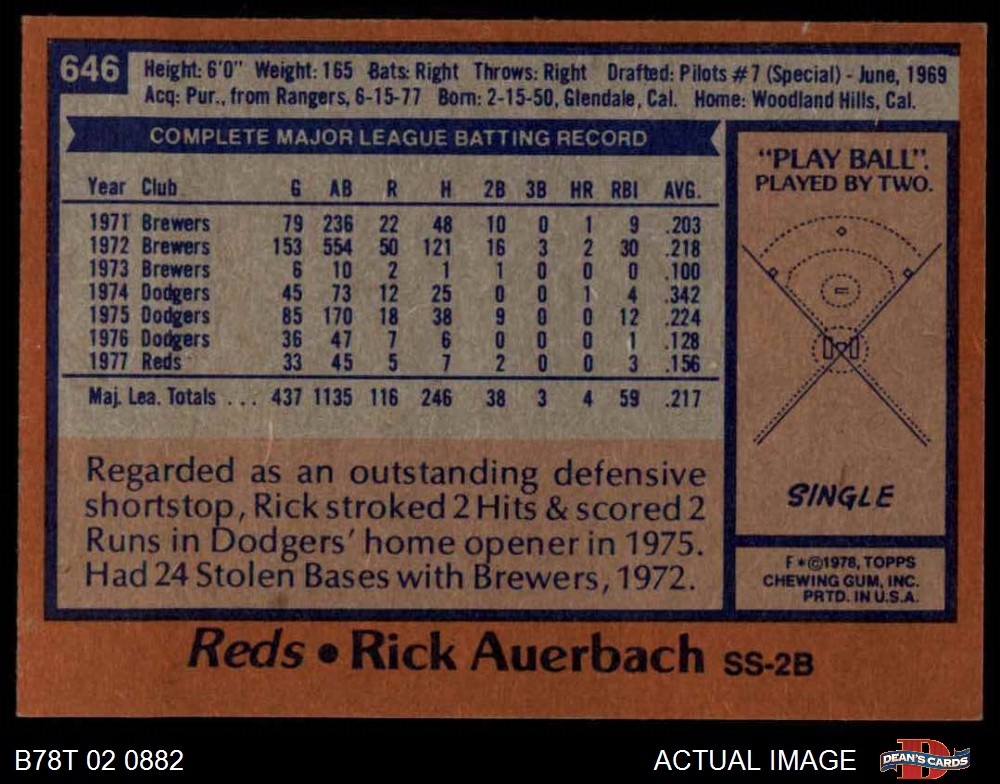 646
Height: 6'0" Weight: 165 Bats: Right Throws: Right Drafted: Pilots #7 (Special) - June, 1969
Acq: Pur., from Rangers, 6-15-77 Born: 2-15-50, Glendale, Cal. Home: Woodland Hills, Cal.
COMPLETE MAJOR LEAGUE BATTING RECORD
Year Club G AB R H 2B 3B HR RBI AVG.
1971 Brewers 79 236 22 48 10 0 1 9 .203
1972 Brewers 153 554 50 121 16 3 2 30 .218
1973 Brewers 6 10 2 1 1 0 0 0 .100
1974 Dodgers 45 73 12 25 0 0 1 4 .342
1975 Dodgers 85 170 18 38 9 0 0 12 .224
1976 Dodgers 36 47 7 6 0 0 0 1 .128
1977 Reds 33 45 5 7 2 0 0 3 .156
Maj. Lea. Totals . . . 437 1135 116 246 38 3 4 59 .217
Regarded as an outstanding defensive
shortstop, Rick stroked 2 Hits & scored 2
Runs in Dodgers' home opener in 1975.
Had 24 Stolen Bases with Brewers, 1972.
"PLAY BALL".
PLAYED BY TWO.
SINGLE
F*©1978, TOPPS
CHEWING GUM, INC.
PRTD. IN U.S.A.
Reds • Rick Auerbach SS-2B
B78T 02 0882
ACTUAL IMAGE
DEAN'S CARDS